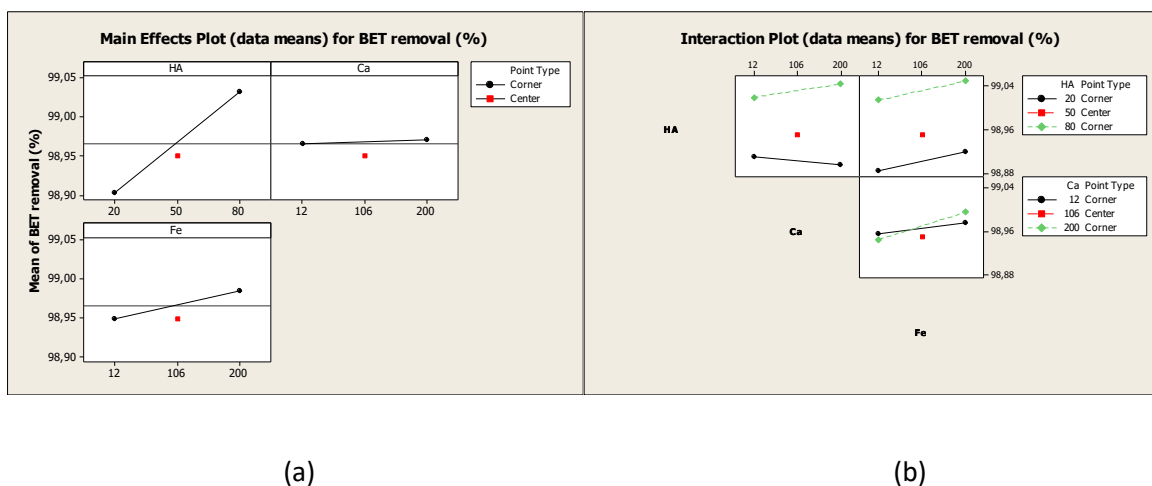 Main Effects Plot (data means) for BET removal (%)
Mean of BET removal (%)
HA
Ca
99,05
99,00
98,95
98,90
20
50
80
12
106
200
Fe
99,05
99,00
98,95
98,90
12
106
200
Point Type
Corner
Center
Interaction Plot (data means) for BET removal (%)
12
106
200
12
106
200
HA
99,04
98,96
98,88
HA Point Type
20 Corner
50 Center
80 Corner
Ca
99,04
98,96
98,88
Ca Point Type
12 Corner
106 Center
200 Corner
Fe
(a)
(b)